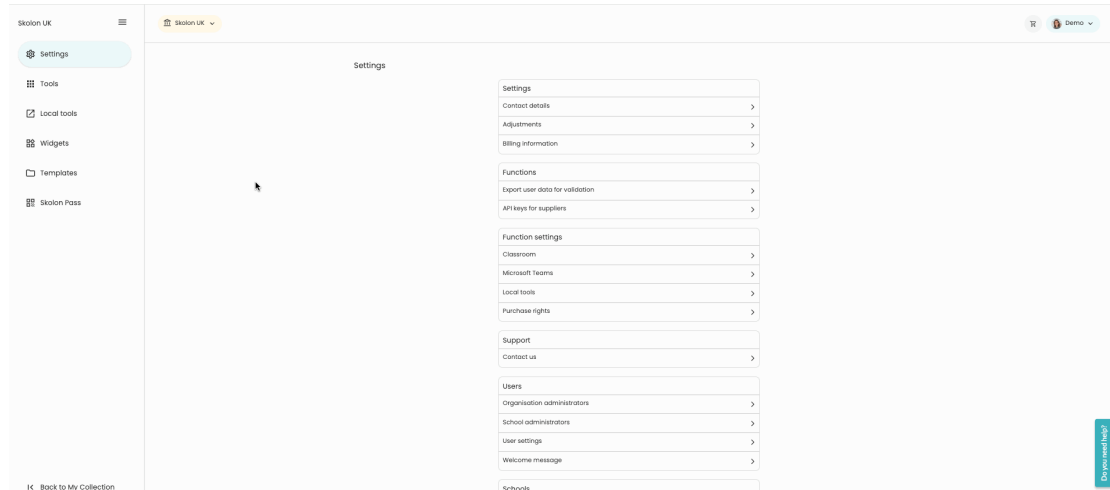 Skolon UK
Skolon UK
Demo
Settings
Tools
Local tools
Widgets
Templates
Skolon Pass
Back to My Collection
Settings
Settings
Contact details
Adjustments
Billing information
Functions
Export user data for validation
API keys for suppliers
Function settings
Classroom
Microsoft Teams
Local tools
Purchase rights
Support
Contact us
Users
Organisation administrators
School administrators
User settings
Welcome message
Schools
Do you need help?